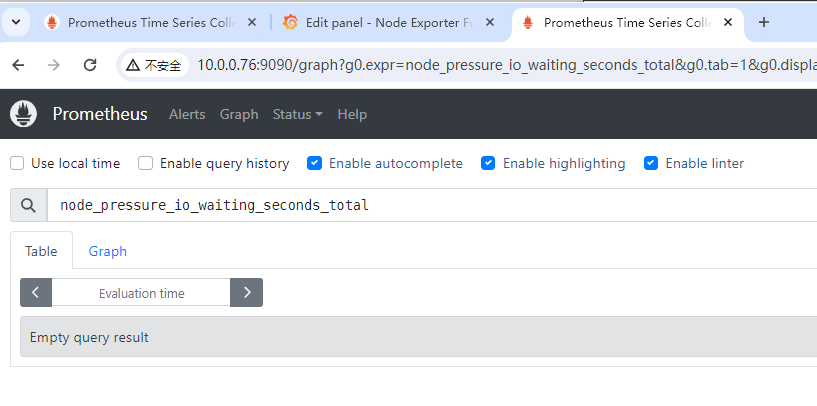 Prometheus Time Series Colle
Edit panel - Node Exporter Fu
Prometheus Time Series Colle
不安全 10.0.0.76:9090/graph?g0.expr=node_pressure_io_waiting_seconds_total&g0.tab=1&g0.displa
Prometheus Alerts Graph Status Help
Use local time Enable query history Enable autocomplete Enable highlighting Enable linter
node_pressure_io_waiting_seconds_total
Table Graph
Evaluation time
Empty query result